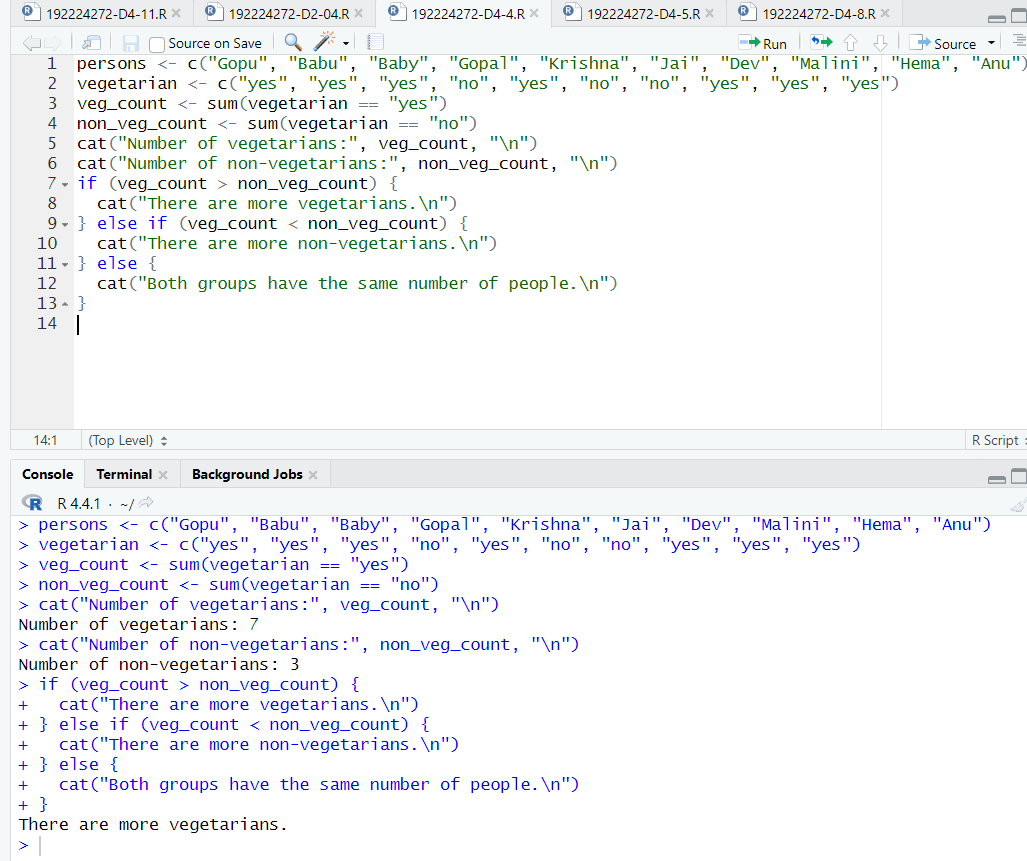 192224272-D4-11.R 192224272-D2-04.R 192224272-D4-4.R 192224272-D4-5.R 192224272-D4-8.R
Source on Save Run Source
1 persons <- c("Gopu", "Babu", "Baby", "Gopal", "Krishna", "Jai", "Dev", "Malini", "Hema", "Anu")
2 vegetarian <- c("yes", "yes", "yes", "no", "yes", "no", "no", "yes", "yes", "yes")
3 veg_count <- sum(vegetarian == "yes")
4 non_veg_count <- sum(vegetarian == "no")
5 cat("Number of vegetarians:", veg_count, "\n")
6 cat("Number of non-vegetarians:", non_veg_count, "\n")
7 if (veg_count > non_veg_count) {
8   cat("There are more vegetarians.\n")
9 } else if (veg_count < non_veg_count) {
10   cat("There are more non-vegetarians.\n")
11 } else {
12   cat("Both groups have the same number of people.\n")
13 }
14
14:1 (Top Level) R Script
Console Terminal Background Jobs
R R 4.4.1 · ~/
> persons <- c("Gopu", "Babu", "Baby", "Gopal", "Krishna", "Jai", "Dev", "Malini", "Hema", "Anu")
> vegetarian <- c("yes", "yes", "yes", "no", "yes", "no", "no", "yes", "yes", "yes")
> veg_count <- sum(vegetarian == "yes")
> non_veg_count <- sum(vegetarian == "no")
> cat("Number of vegetarians:", veg_count, "\n")
Number of vegetarians: 7
> cat("Number of non-vegetarians:", non_veg_count, "\n")
Number of non-vegetarians: 3
> if (veg_count > non_veg_count) {
+   cat("There are more vegetarians.\n")
+ } else if (veg_count < non_veg_count) {
+   cat("There are more non-vegetarians.\n")
+ } else {
+   cat("Both groups have the same number of people.\n")
+ }
There are more vegetarians.
>